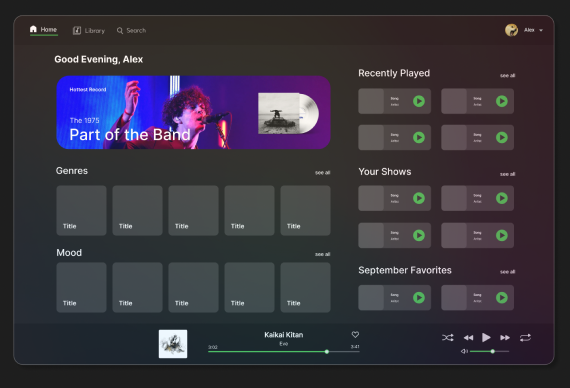 Home
Library
Search
Alex
Good Evening, Alex
Hottest Record
The 1975
Part of the Band
Genres
see all
Title
Title
Title
Title
Title
Mood
see all
Title
Title
Title
Title
Title
Recently Played
see all
Song
Artist
Song
Artist
Song
Artist
Song
Artist
Your Shows
see all
Song
Artist
Song
Artist
Song
Artist
Song
Artist
September Favorites
see all
Song
Artist
Song
Artist
Kaikai Kitan
Eve
3:02
3:41